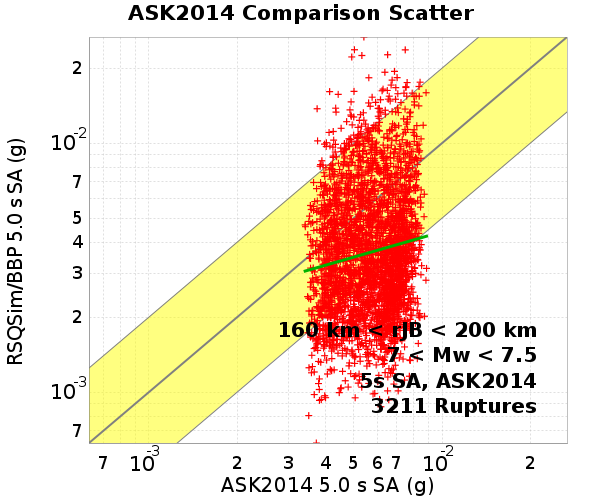 ASK2014 Comparison Scatter
RSQSim/BBP 5.0 s SA (g)
2
10-2
7
5
4
3
2
10-3
7
160 km < rJB < 200 km
7 < Mw < 7.5
5s SA, ASK2014
3211 Ruptures
7 10-3 2 3 4 5 6 7 10-2 2
ASK2014 5.0 s SA (g)